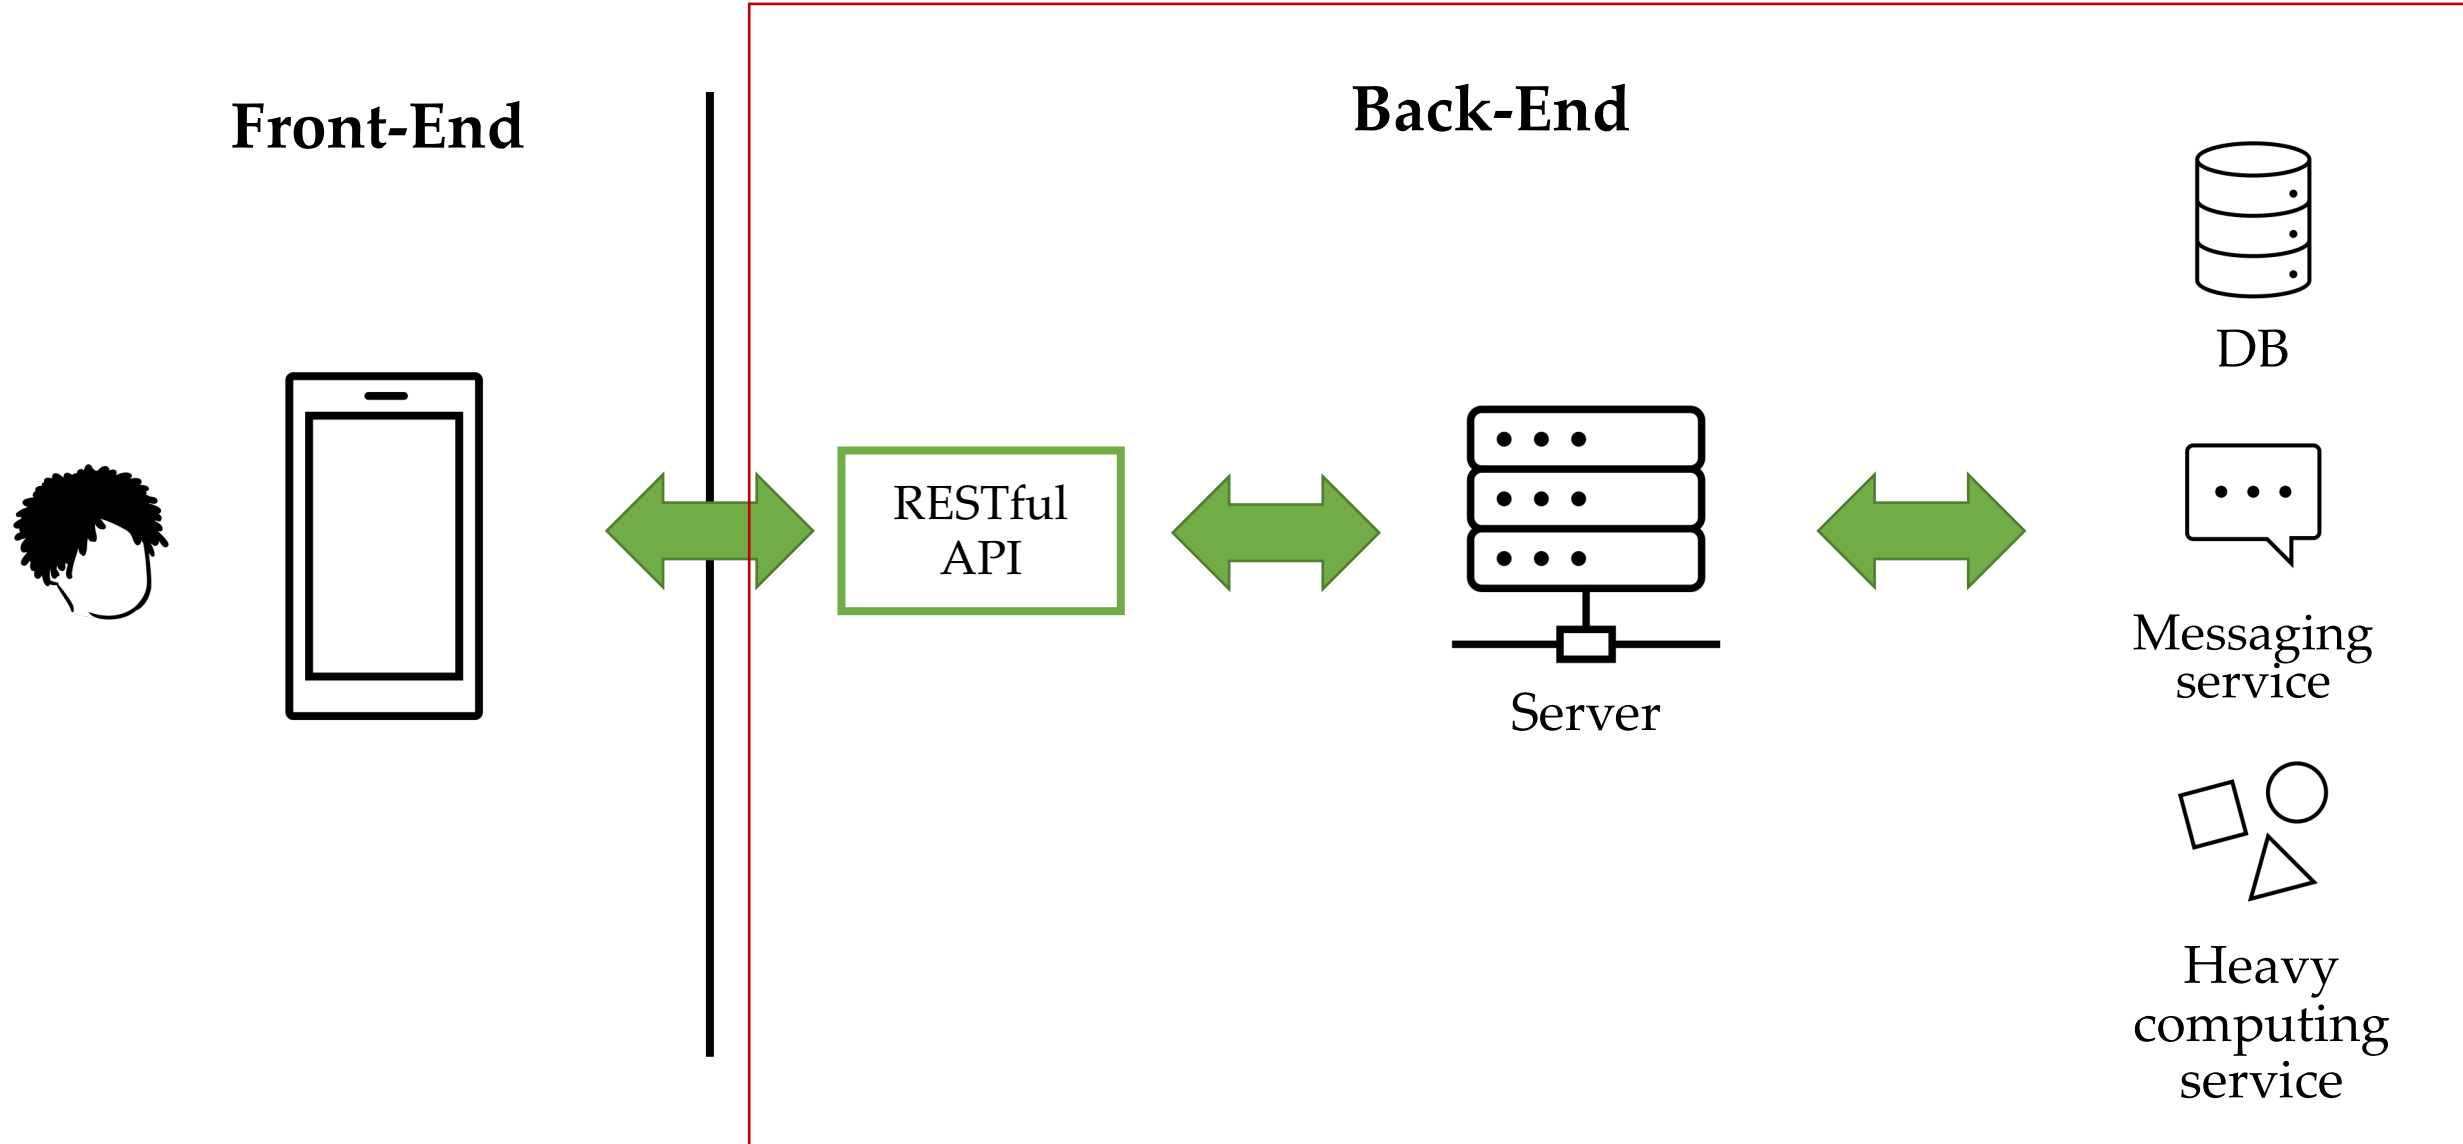 Front-End
Back-End
RESTful
API
Server
DB
Messaging
service
Heavy
computing
service